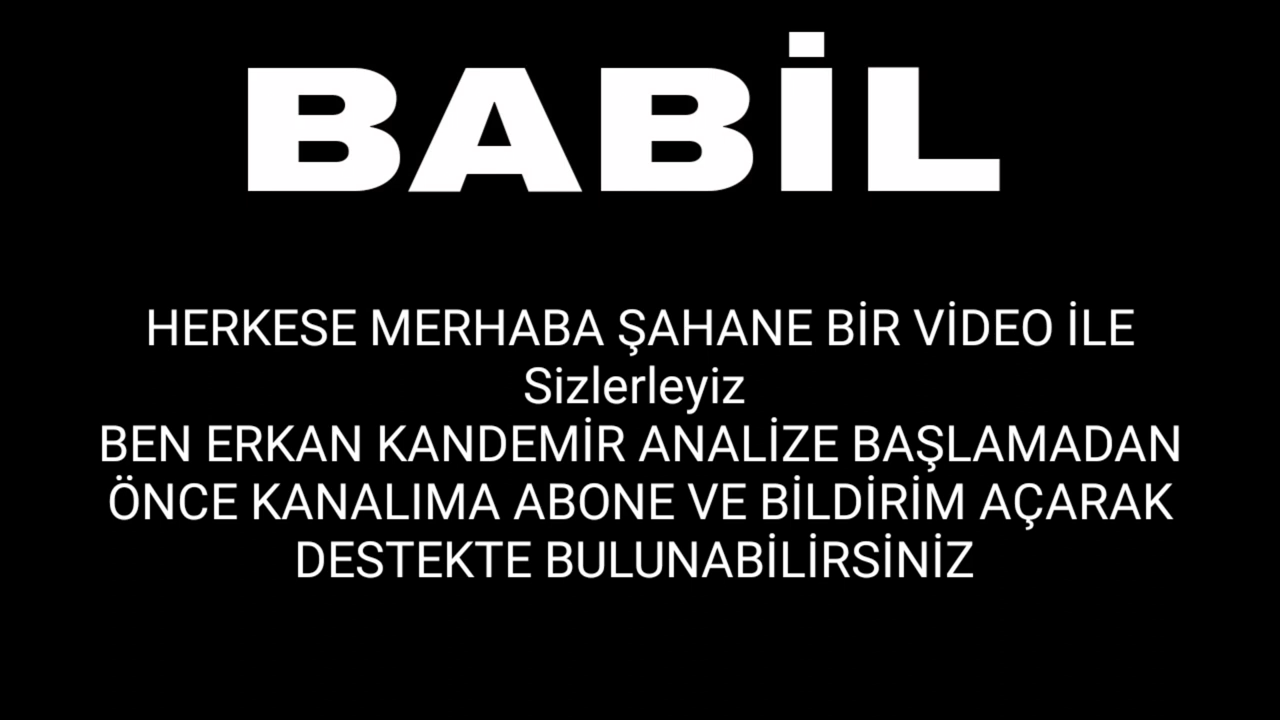 BABİL
HERKESE MERHABA ŞAHANE BİR VİDEO İLE
Sizlerleyiz
BEN ERKAN KANDEMİR ANALİZE BAŞLAMADAN
ÖNCE KANALIMA ABONE VE BİLDİRİM AÇARAK
DESTEKTE BULUNABİLİRSİNİZ